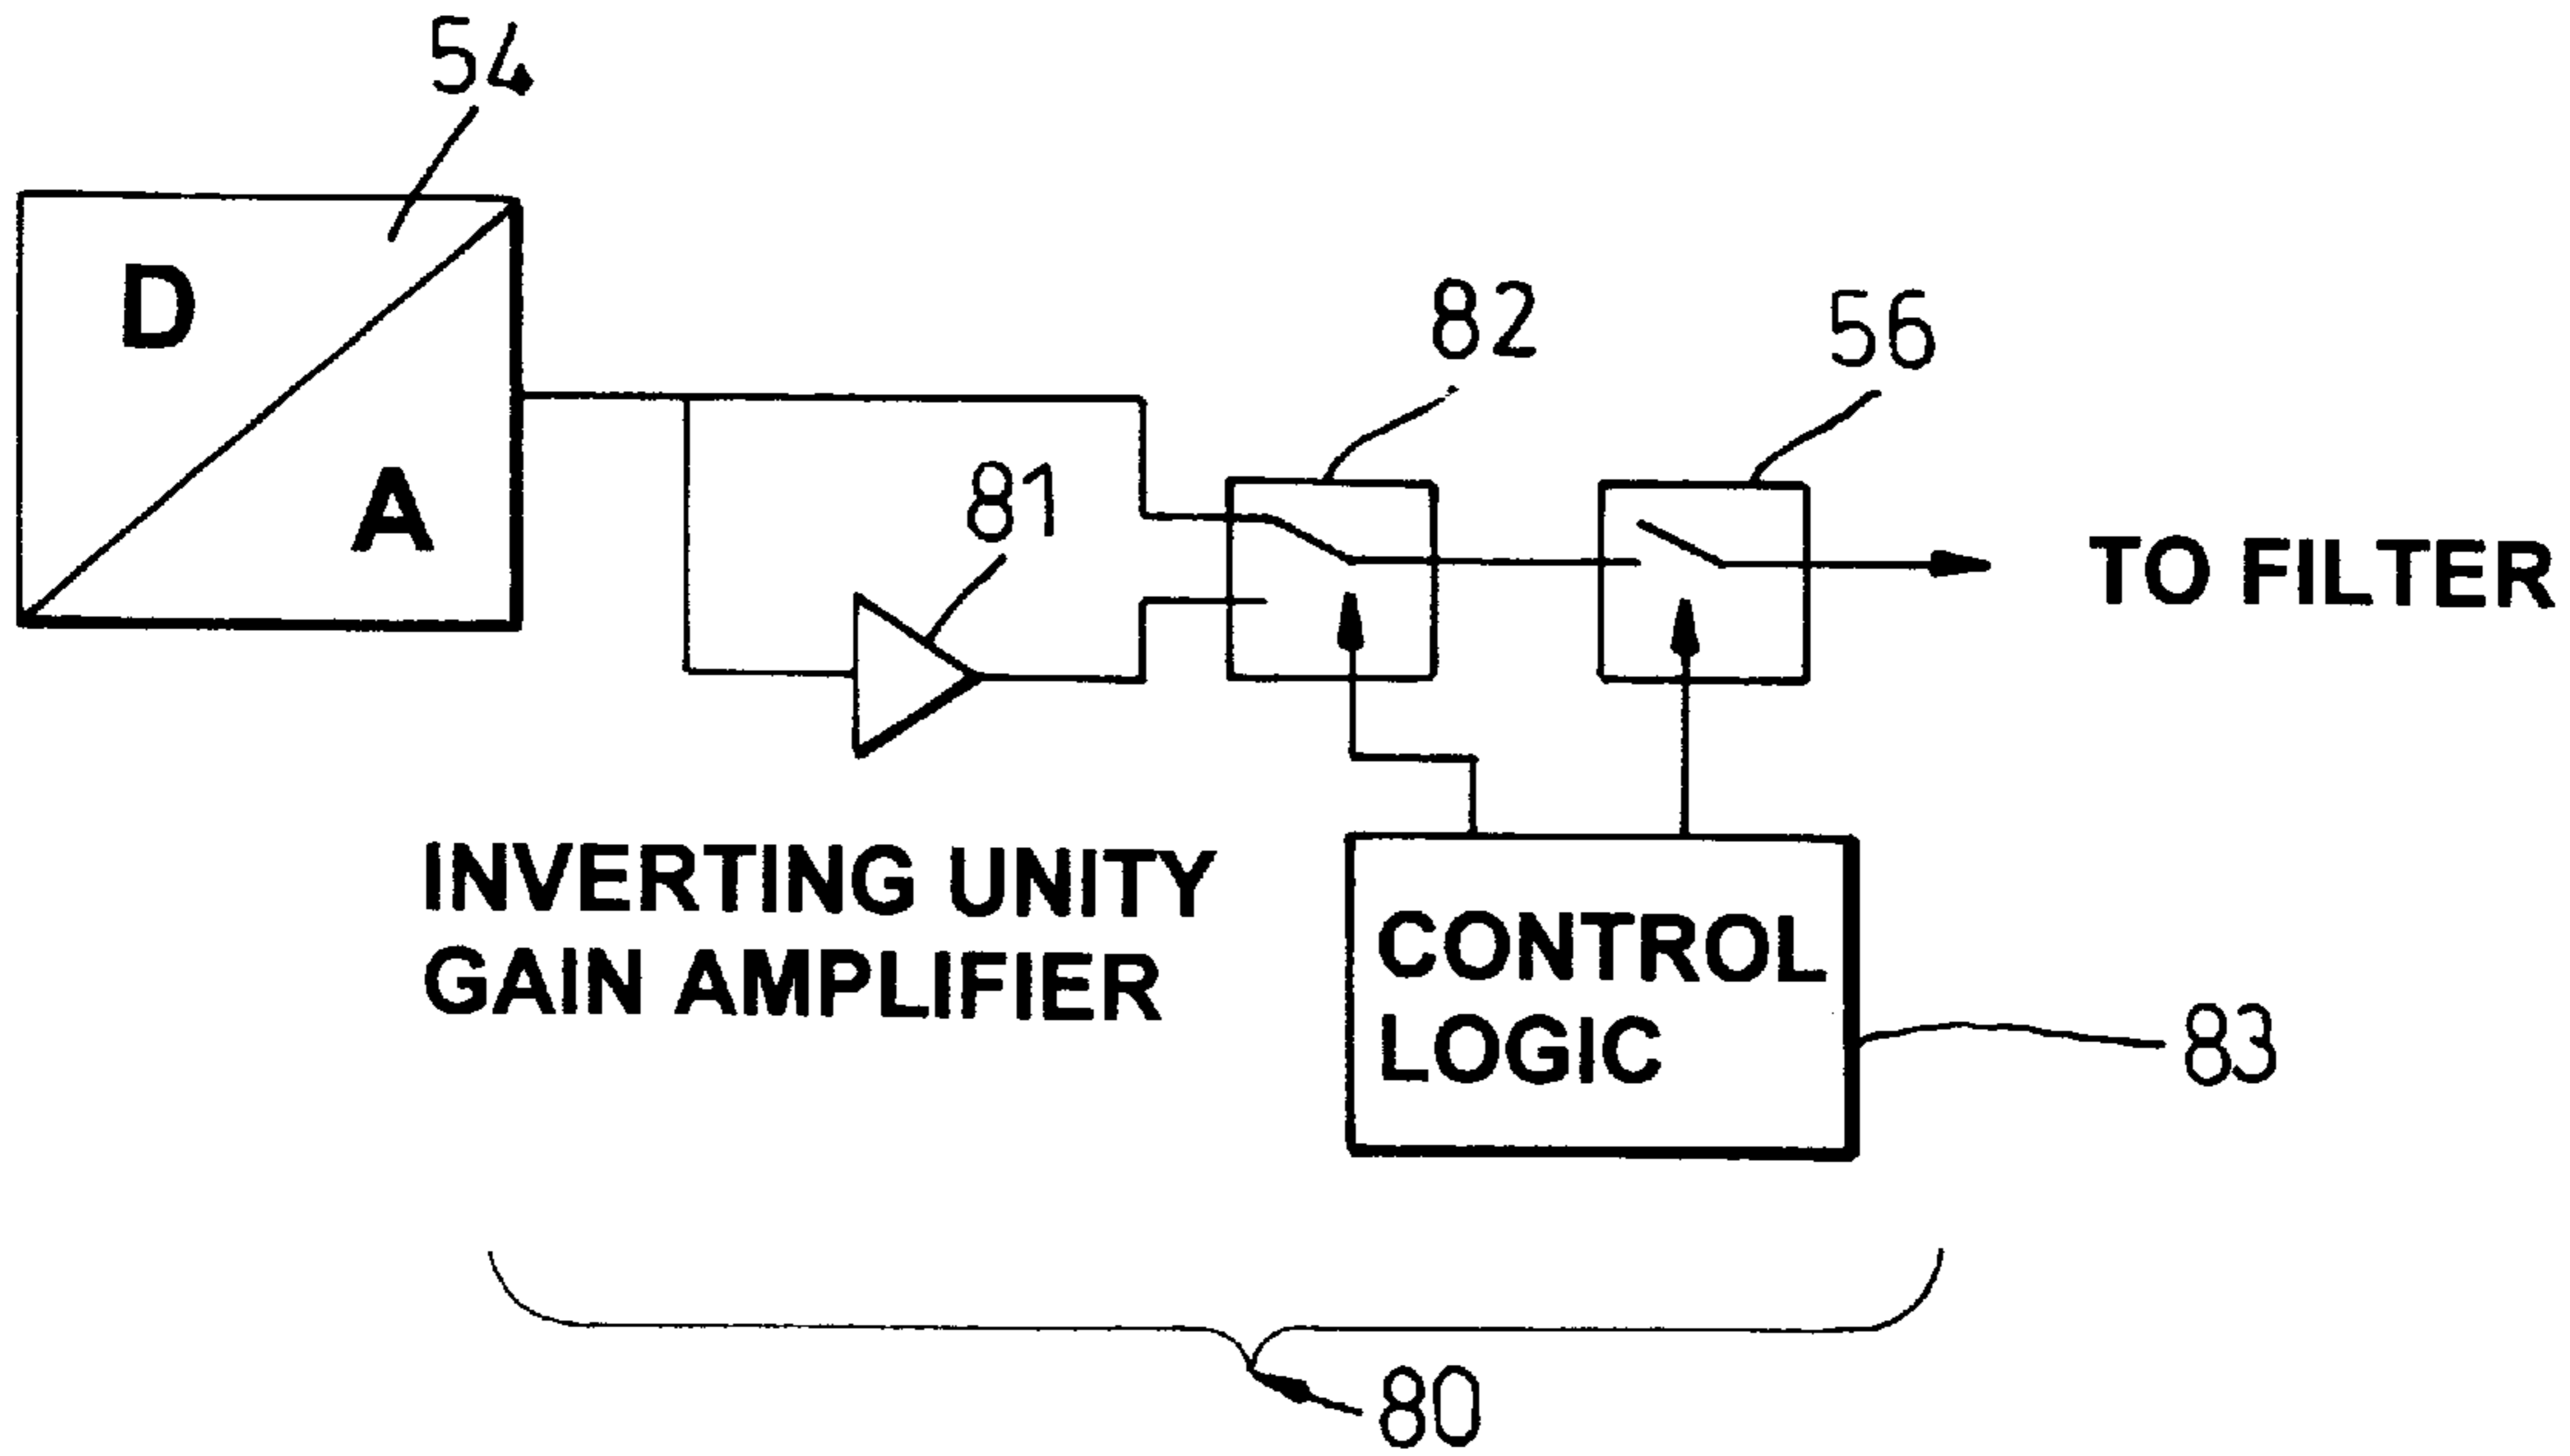 54
D
A
82
56
81
TO FILTER
INVERTING UNITY
GAIN AMPLIFIER
CONTROL
LOGIC
83
80